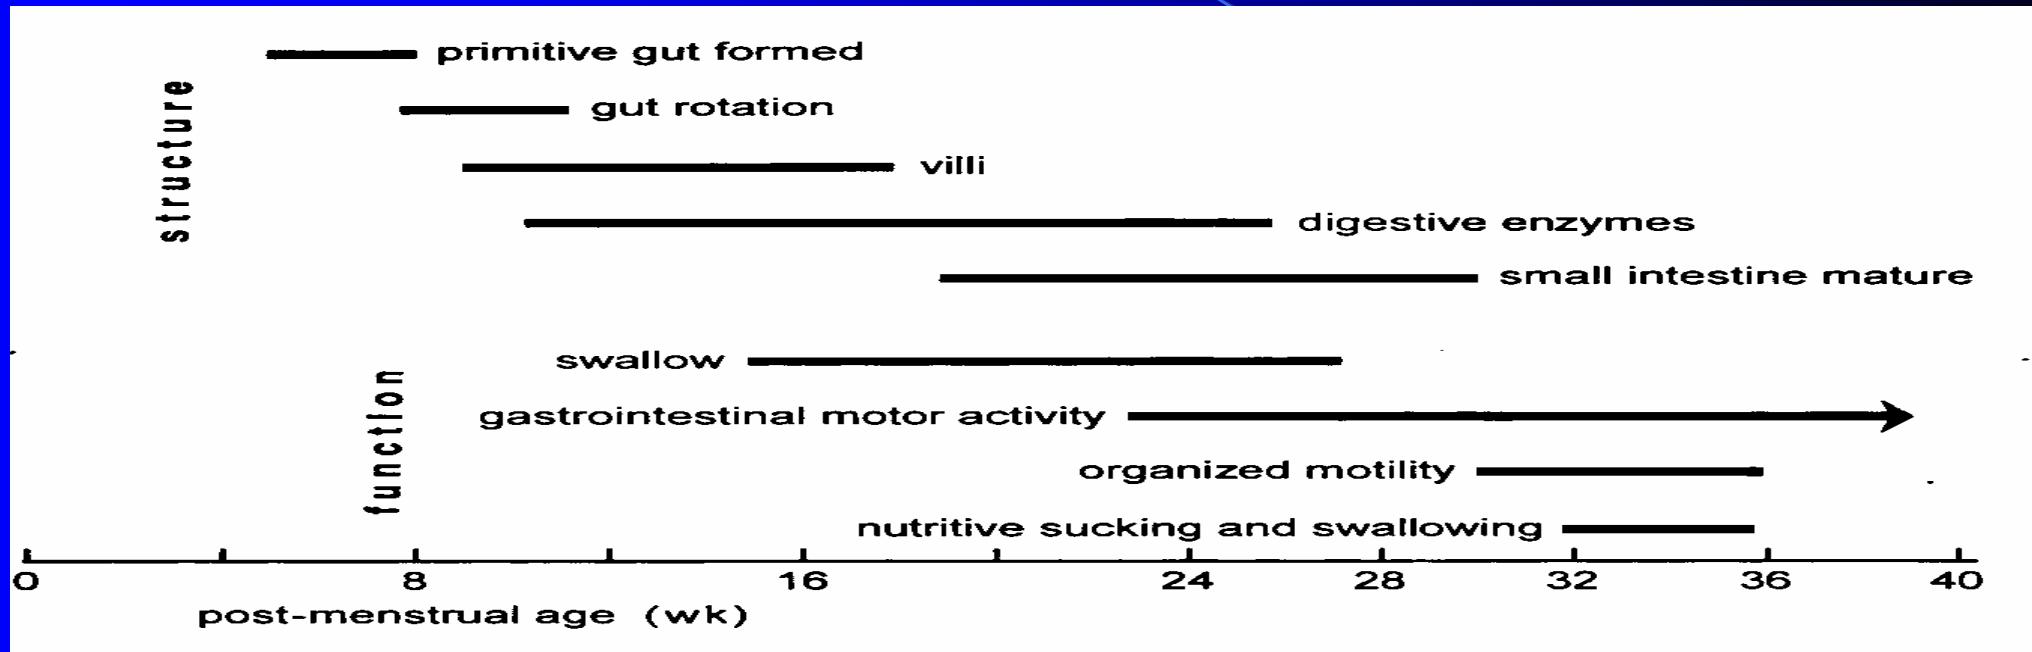 primitive gut formed
gut rotation
villi
digestive enzymes
small intestine mature
structure
swallow
gastrointestinal motor activity
organized motility
nutritive sucking and swallowing
function
0 8 16 24 28 32 36 40
post-menstrual age (wk)